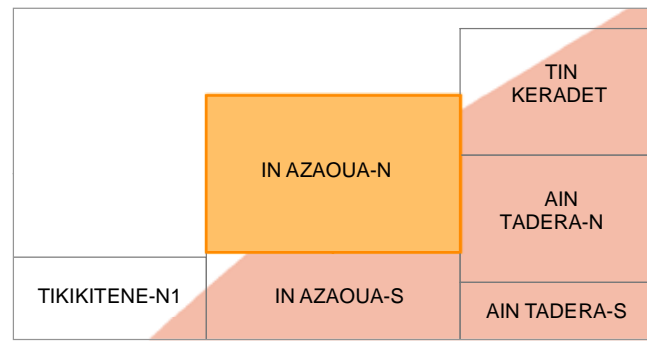 TIN
KERADET
IN AZAOUA-N
AIN
TADERA-N
TIKIKITENE-N1
IN AZAOUA-S
AIN TADERA-S